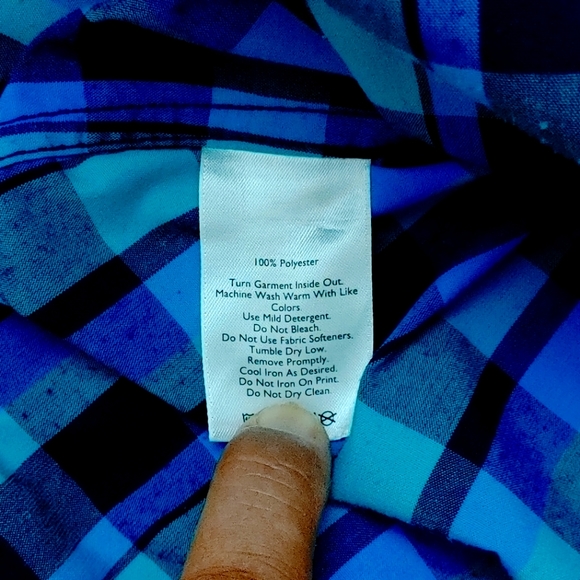 100% Polyester
Turn Garment Inside Out.
Machine Wash Warm With Like
Colors.
Use Mild Detergent.
Do Not Bleach.
Do Not Use Fabric Softeners.
Tumble Dry Low.
Remove Promptly.
Cool Iron As Desired.
Do Not Iron On Print.
Do Not Dry Clean.